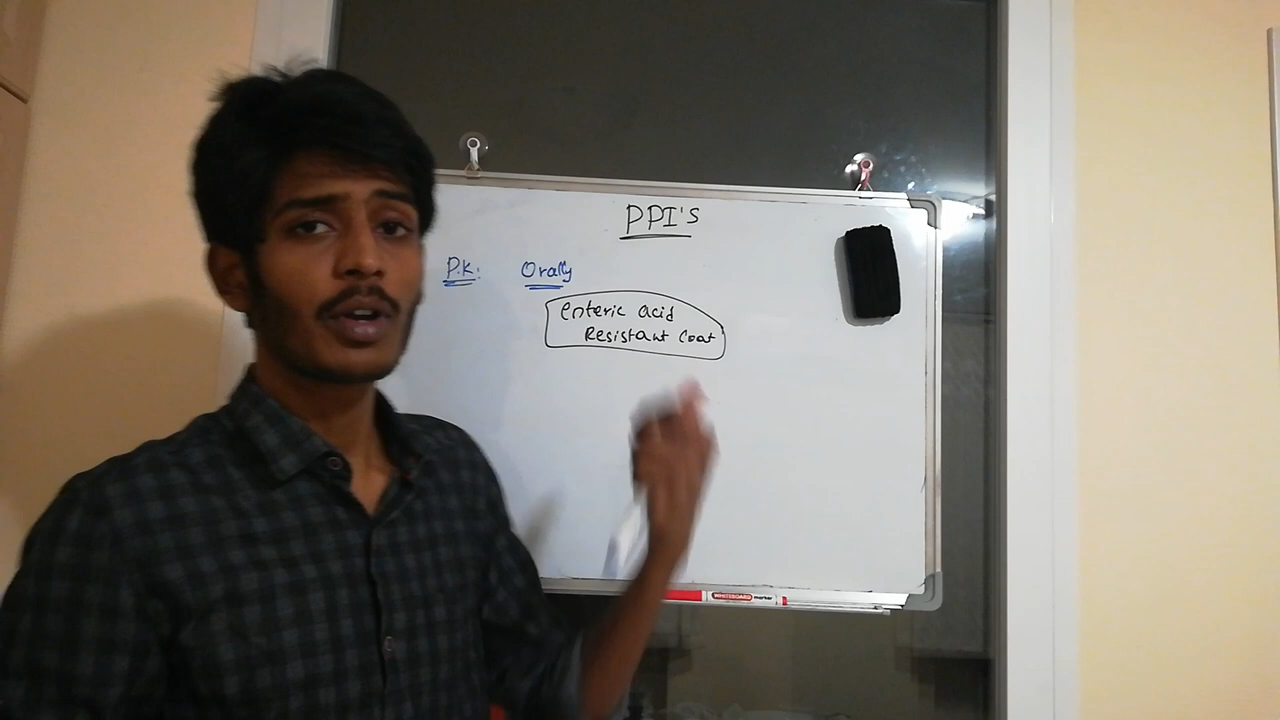 PPI's
P.K: Orally
enteric acid
Resistant Coat
WHITEBOARD marker